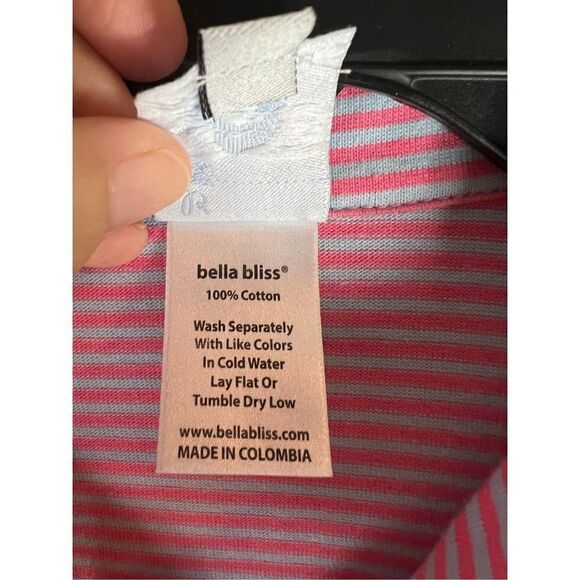 bella bliss®
100% Cotton
Wash Separately
With Like Colors
In Cold Water
Lay Flat Or
Tumble Dry Low
www.bellabliss.com
MADE IN COLOMBIA